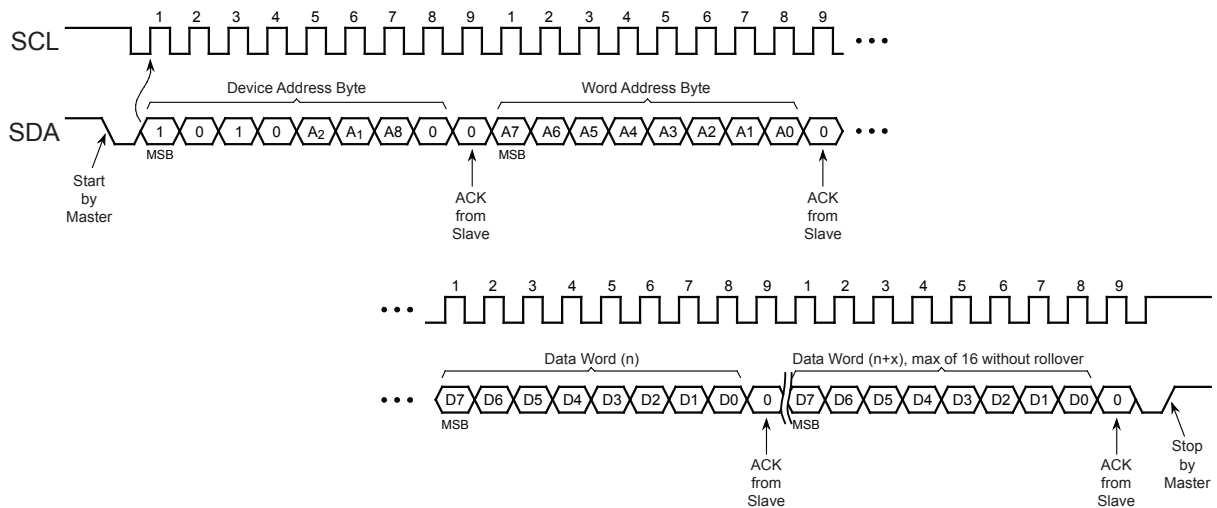 1 2 3 4 5 6 7 8 9 1 2 3 4 5 6 7 8 9
SCL
Device Address Byte Word Address Byte
SDA 1 0 1 0 A2 A1 A8 0 0 A7 A6 A5 A4 A3 A2 A1 A0 0
MSB MSB
Start
by
Master
ACK
from
Slave
ACK
from
Slave
1 2 3 4 5 6 7 8 9 1 2 3 4 5 6 7 8 9
Data Word (n) Data Word (n+x), max of 16 without rollover
D7 D6 D5 D4 D3 D2 D1 D0 0 D7 D6 D5 D4 D3 D2 D1 D0 0
MSB MSB
ACK
from
Slave
ACK
from
Slave
Stop
by
Master